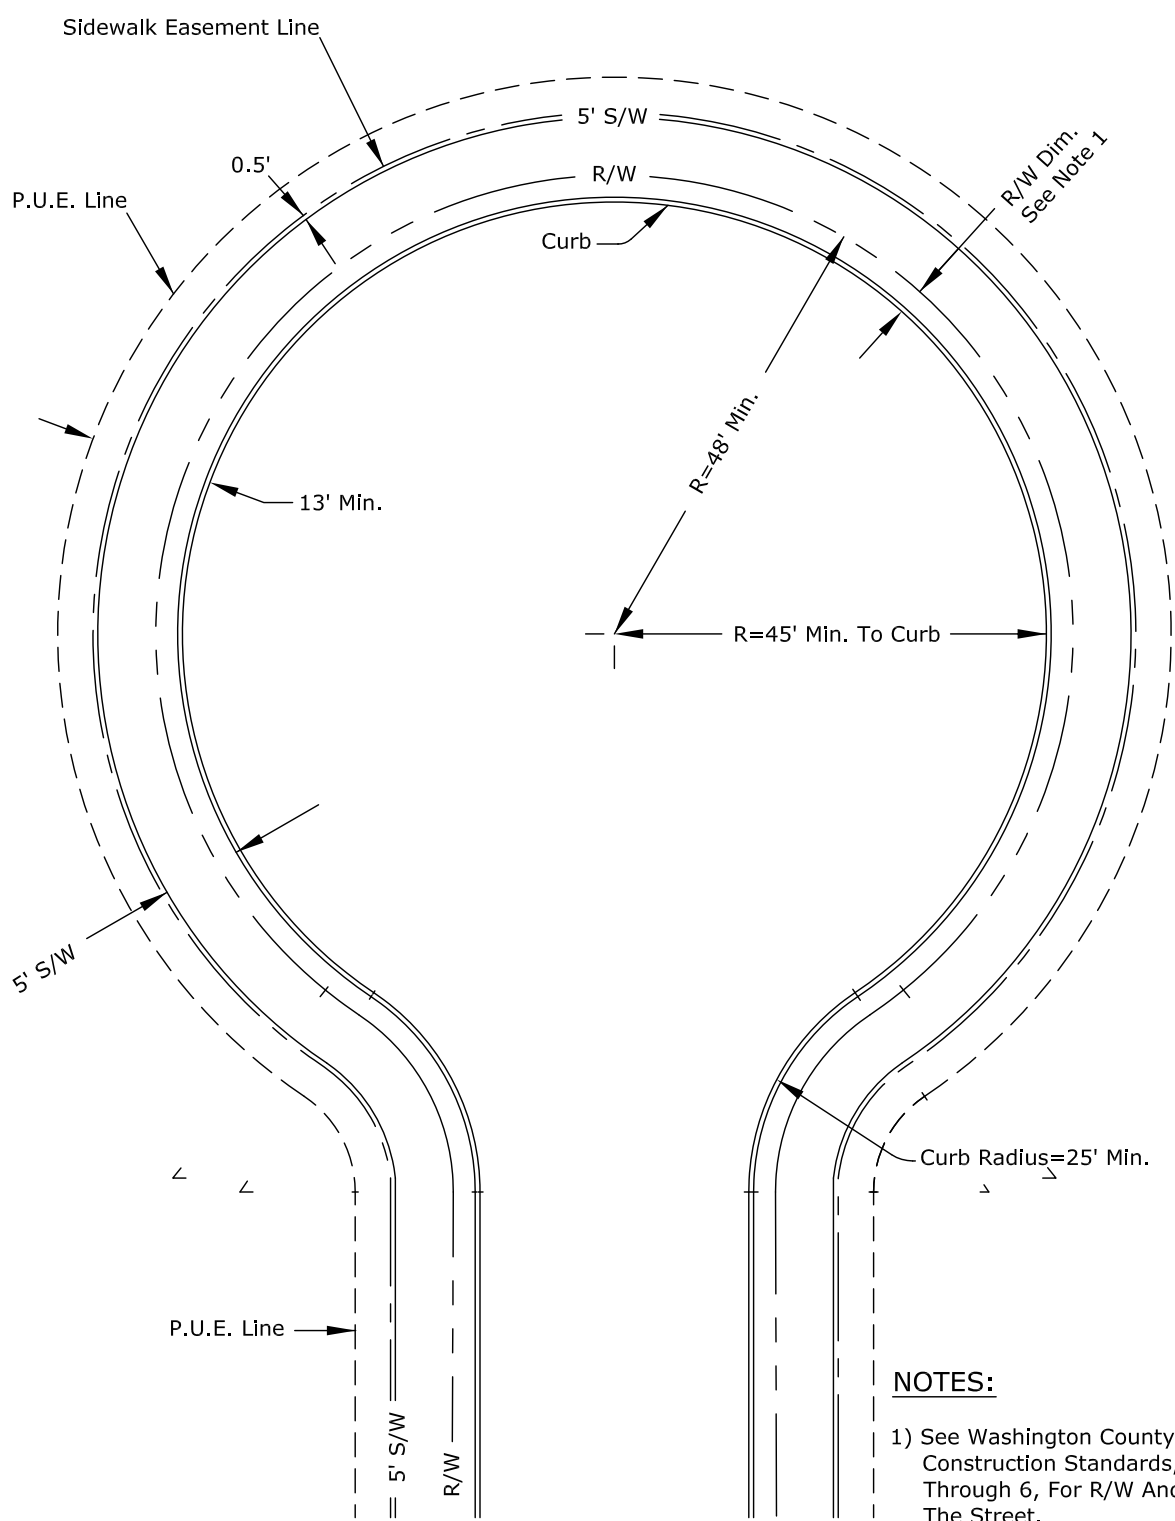 Sidewalk Easement Line
5' S/W
0.5'
R/W
R/W Dim.
See Note 1
P.U.E. Line
Curb
R=48' Min.
13' Min.
R=45' Min. To Curb
5' S/W
Curb Radius=25' Min.
P.U.E. Line
5' S/W
R/W
NOTES:
1) See Washington County
Construction Standards,
Through 6, For R/W And
The Street.